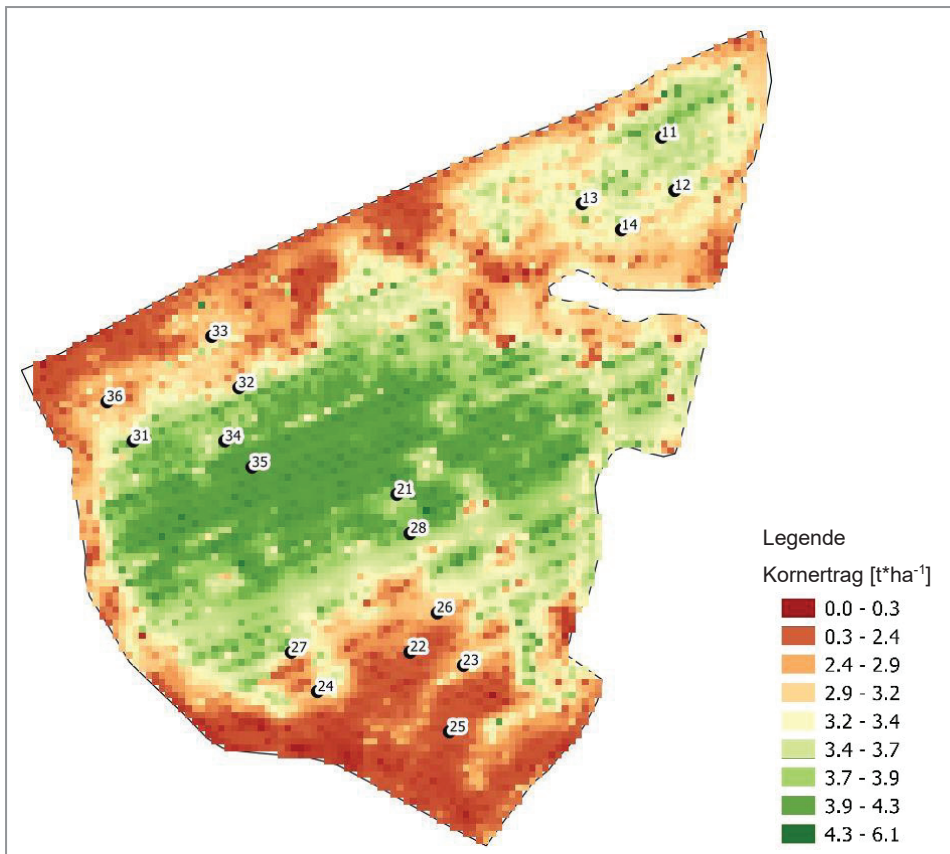 11
12
13
14
33
32
36
31
34
35
21
28
26
27
22
23
24
25
Legende
Kornertrag [t*ha⁻¹]
0.0 - 0.3
0.3 - 2.4
2.4 - 2.9
2.9 - 3.2
3.2 - 3.4
3.4 - 3.7
3.7 - 3.9
3.9 - 4.3
4.3 - 6.1